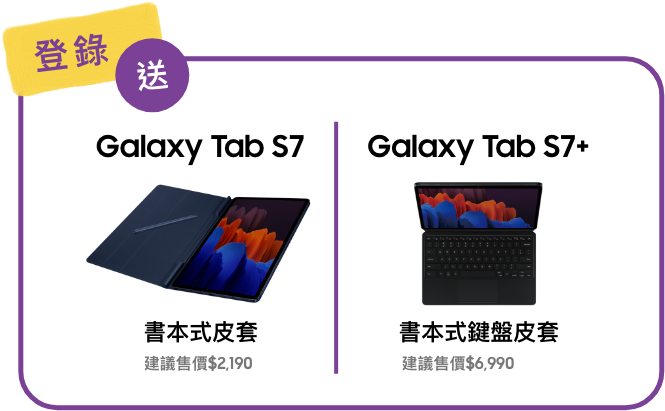 登錄
送
Galaxy Tab S7
Galaxy Tab S7+
書本式皮套
書本式鍵盤皮套
建議售價$2,190
建議售價$6,990